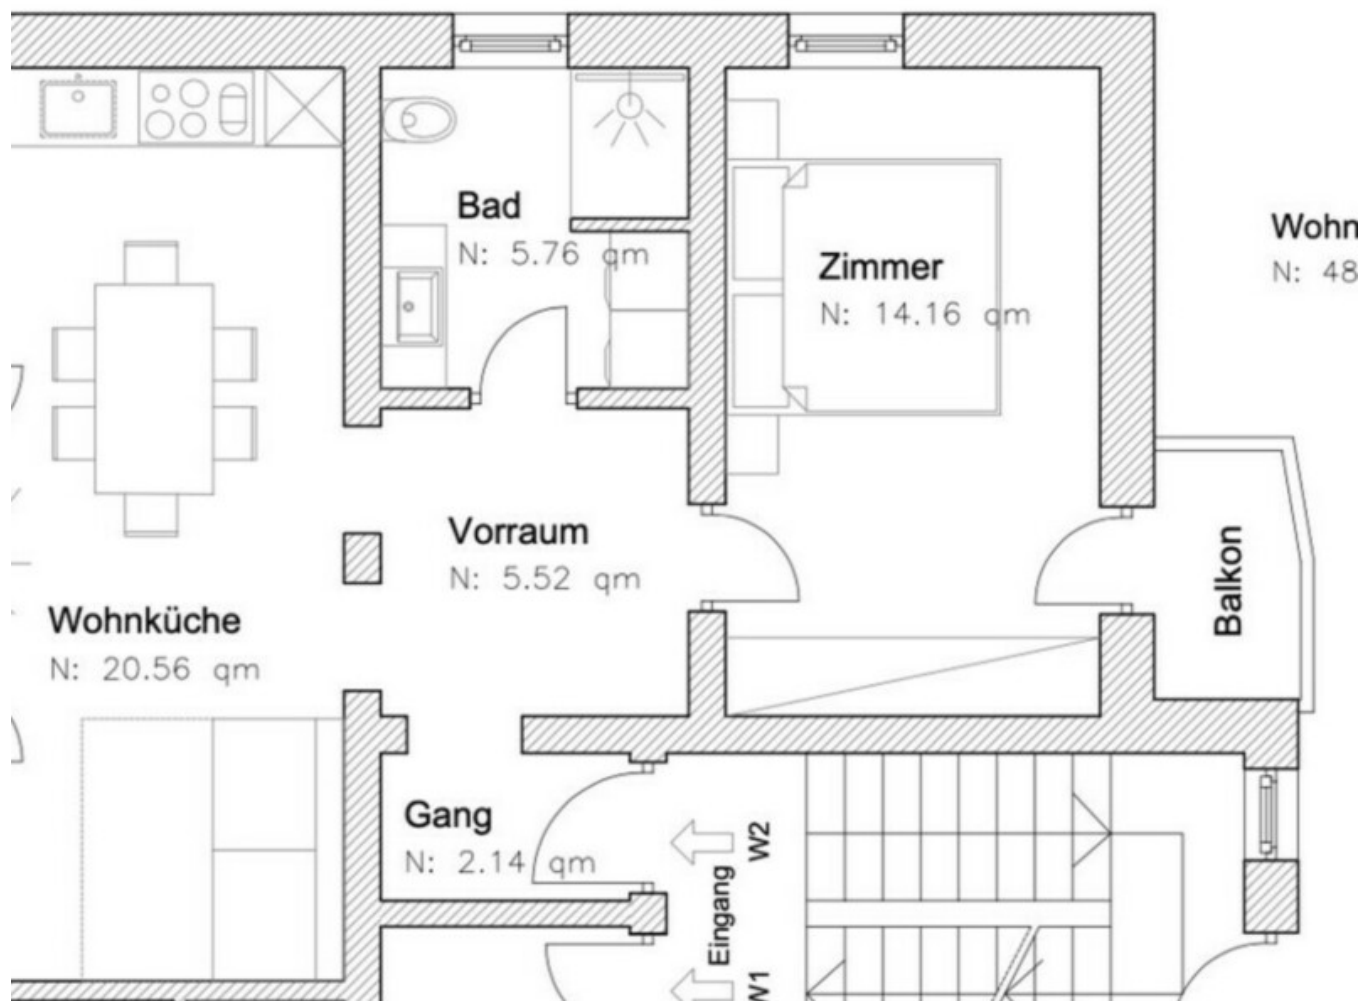 Bad
N: 5.76 qm
Zimmer
N: 14.16 qm
Wohn
N: 48
Vorraum
N: 5.52 qm
Balkon
Wohnküche
N: 20.56 qm
Gang
N: 2.14 qm
W2
Eingang
W1